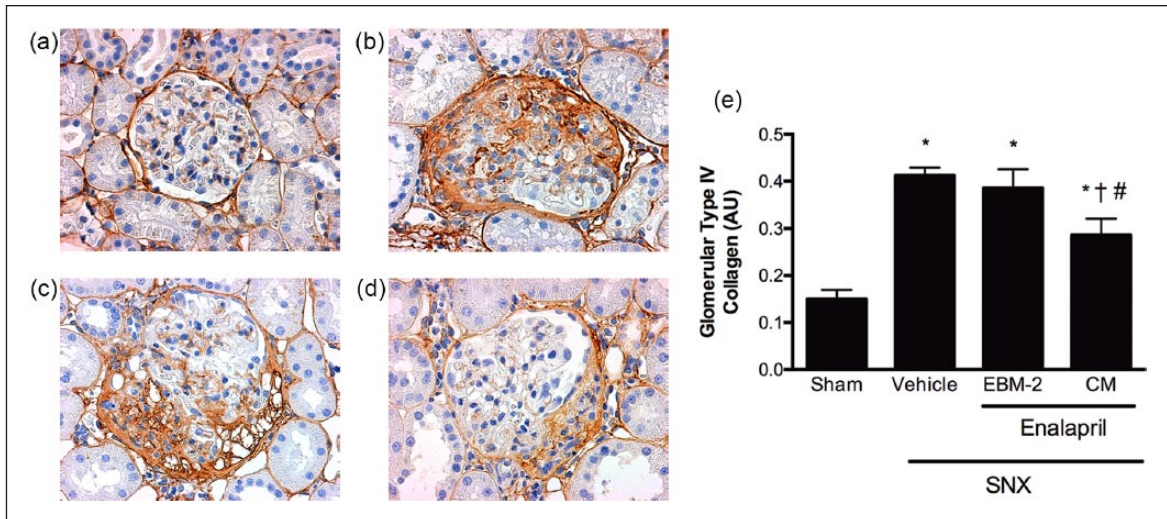 (a)
(b)
(c)
(d)
(e)
Glomerular Type IV
Collagen (AU)
0.5
0.4
0.3
0.2
0.1
0.0
*
*
*†#
Sham
Vehicle
EBM-2
CM
Enalapril
SNX